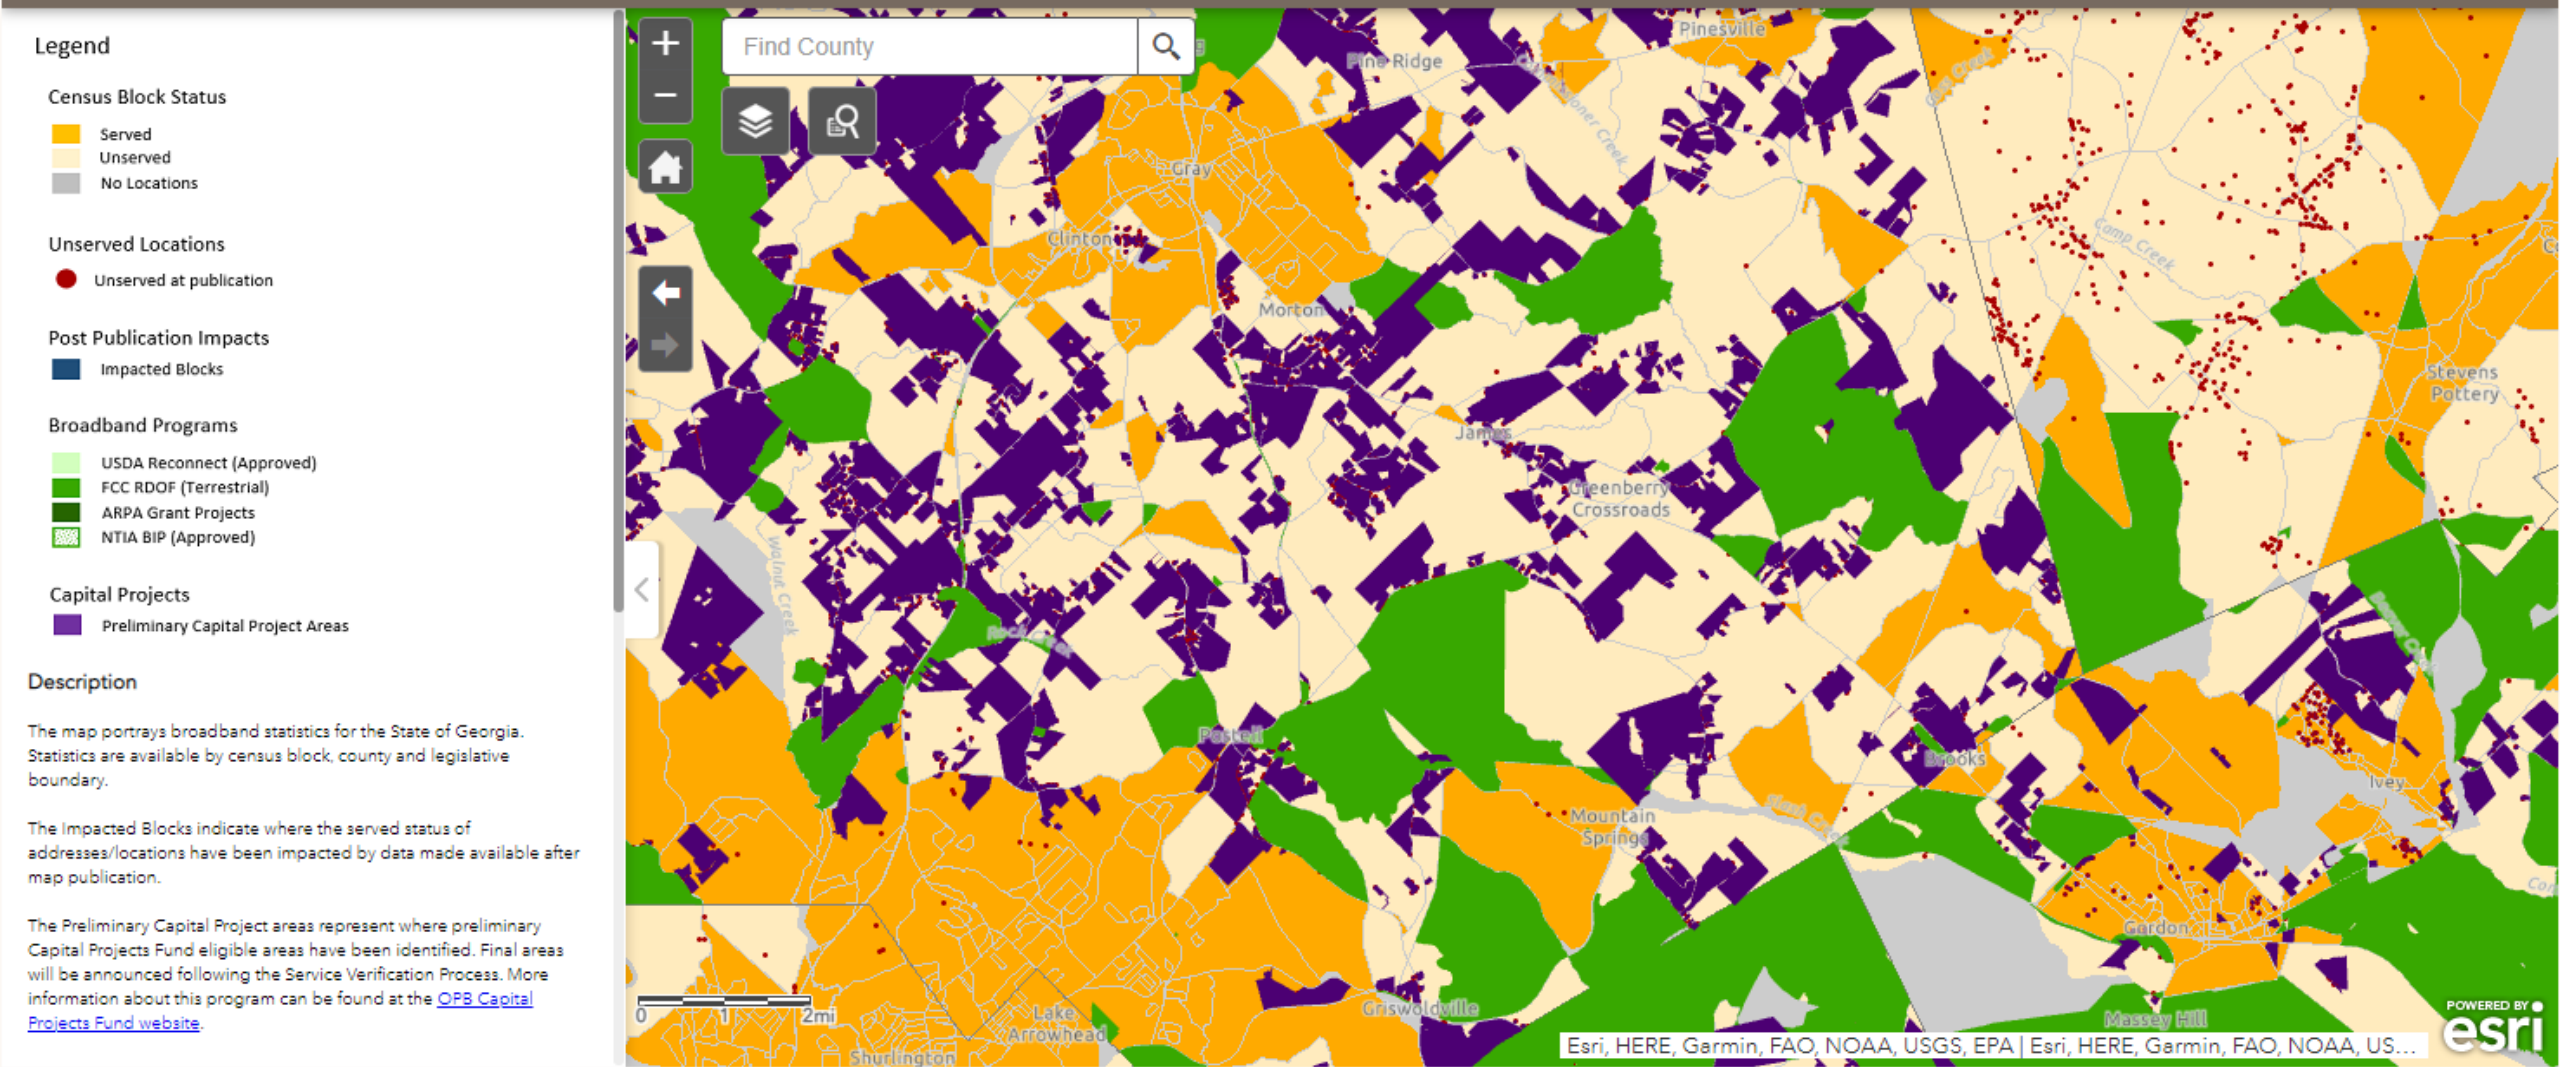 Legend
Census Block Status
Served
Unserved
No Locations
Unserved Locations
Unserved at publication
Post Publication Impacts
Impacted Blocks
Broadband Programs
USDA Reconnect (Approved)
FCC RDOF (Terrestrial)
ARPA Grant Projects
NTIA BIP (Approved)
Capital Projects
Preliminary Capital Project Areas
Description
The map portrays broadband statistics for the State of Georgia.
Statistics are available by census block, county and legislative
boundary.
The Impacted Blocks indicate where the served status of
addresses/locations have been impacted by data made available after
map publication.
The Preliminary Capital Project areas represent where preliminary
Capital Projects Fund eligible areas have been identified. Final areas
will be announced following the Service Verification Process. More
information about this program can be found at the OPB Capital
Projects Fund website.
Find County
Pinesville
Pine Ridge
Commissioner Creek
Gray
Clinton
Camp Creek
Morton
Stevens
Pottery
James
Greenberry
Crossroads
Walnut Creek
Rock Creek
Postell
Brooks
Ivey
Mountain
Springs
Slash Creek
Gordon
Griswoldville
Lake
Arrowhead
Massey Hill
Shurlington
0 1 2mi
Esri, HERE, Garmin, FAO, NOAA, USGS, EPA | Esri, HERE, Garmin, FAO, NOAA, US...
POWERED BY
esri